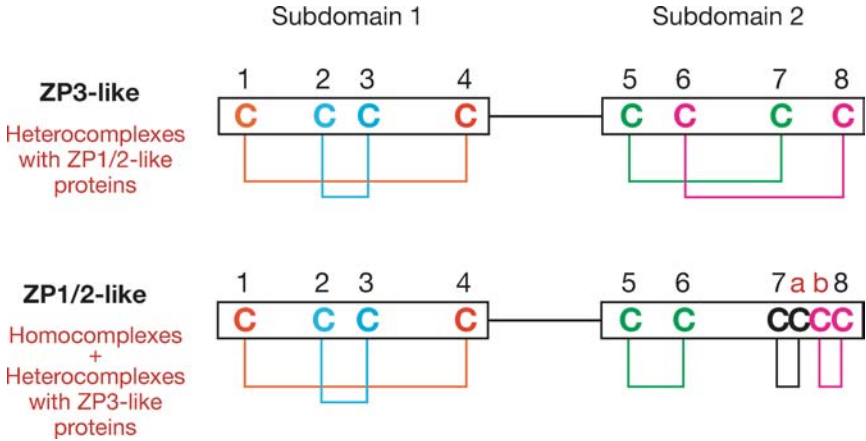 Subdomain 1 Subdomain 2
1 2 3 4 5 6 7 8
ZP3-like
C C C C C C C C
Heterocomplexes
with ZP1/2-like
proteins
1 2 3 4 5 6 7 a b 8
ZP1/2-like
C C C C C C CCCC
Homocomplexes
+
Heterocomplexes
with ZP3-like
proteins